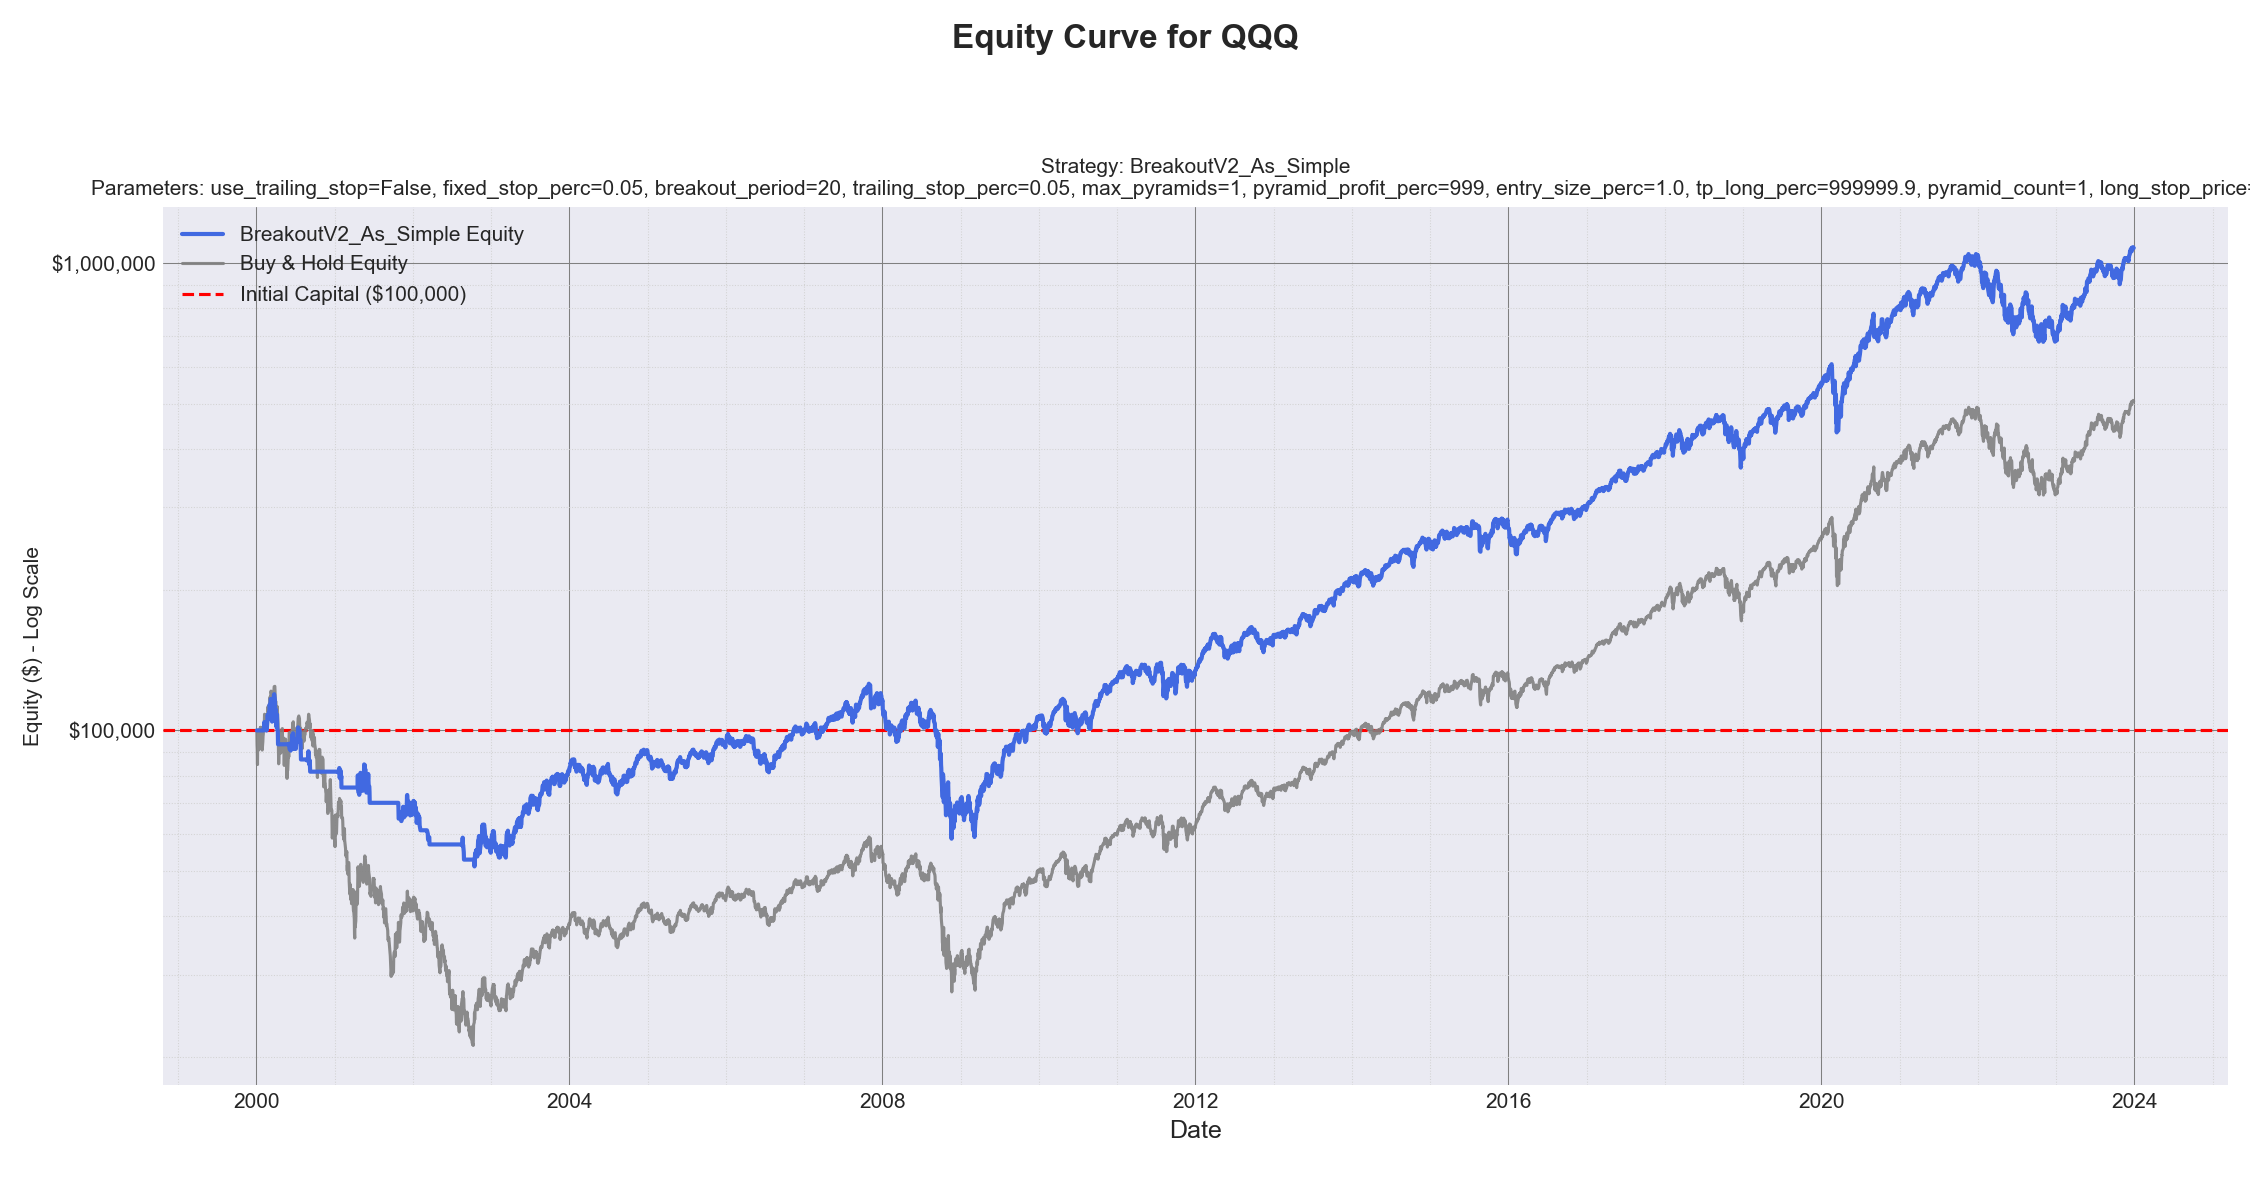 Equity Curve for QQQ
Strategy: BreakoutV2_As_Simple
Parameters: use_trailing_stop=False, fixed_stop_perc=0.05, breakout_period=20, trailing_stop_perc=0.05, max_pyramids=1, pyramid_profit_perc=999, entry_size_perc=1.0, tp_long_perc=999999.9, pyramid_count=1, long_stop_price=
BreakoutV2_As_Simple Equity
Buy & Hold Equity
Initial Capital ($100,000)
$1,000,000
$100,000
Equity ($) - Log Scale
2000 2004 2008 2012 2016 2020 2024
Date